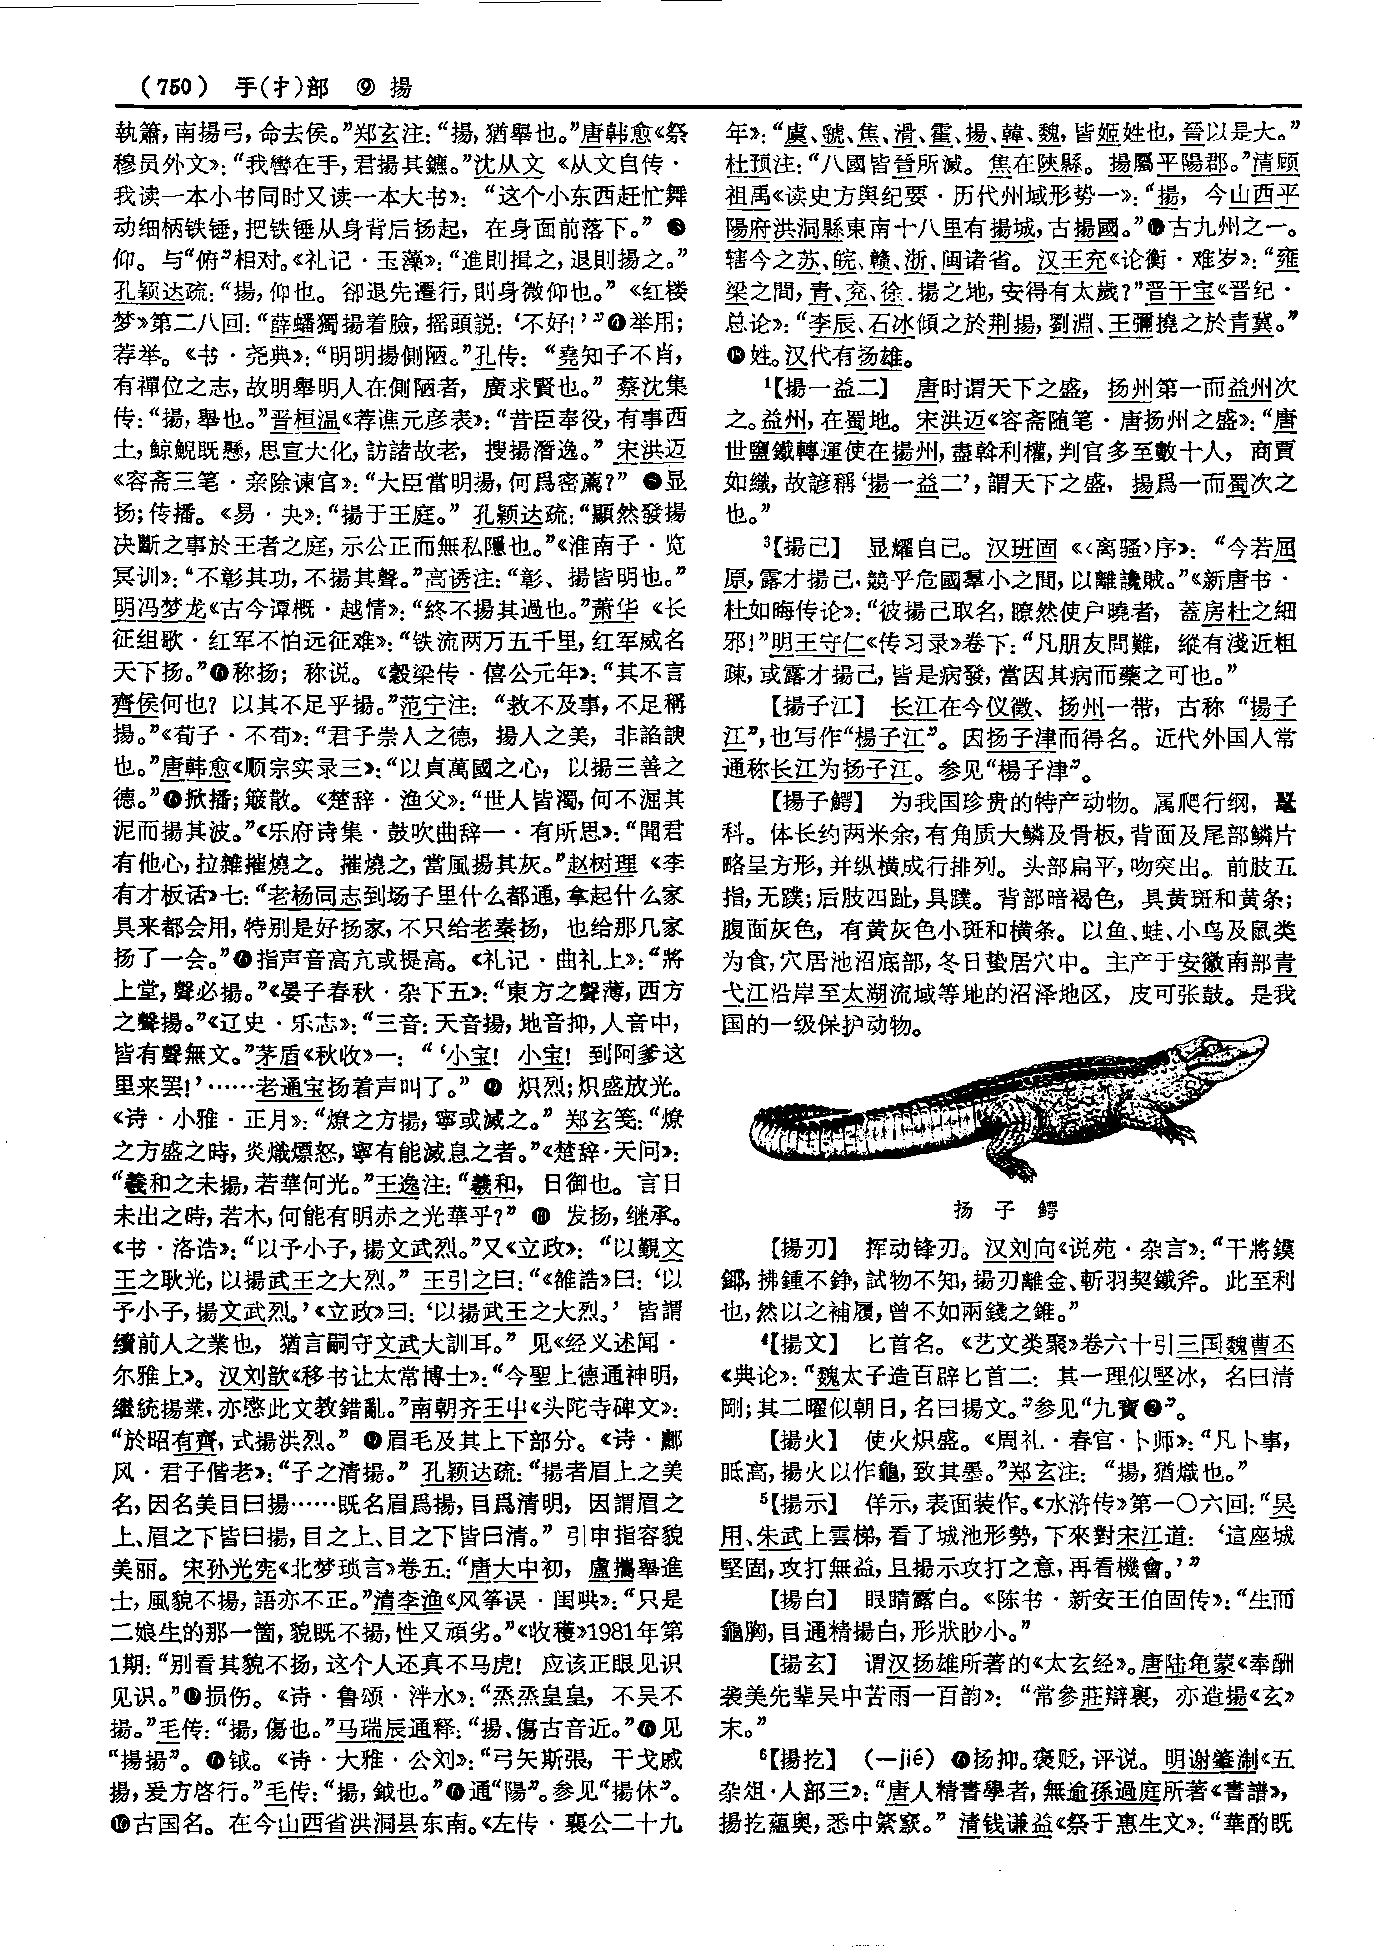 (750) 手(扌)部 ⑨ 揚
執簫,南揚弓,命去侯。”郑玄注:“揚,猶舉也。”唐韩愈《祭
穆员外文》:“我轡在手,君揚其鑣。”沈从文《从文自传·
我读一本小书同时又读一本大书》:“这个小东西赶忙舞
动细柄铁锤,把铁锤从身背后扬起,在身面前落下。”❸
仰。与“俯”相对。《礼记·玉藻》:“進則揖之,退則揚之。”
孔颖达疏:“揚,仰也。卻退先遷行,則身微仰也。”《红楼
梦》第二八回:“薛蟠獨揚着臉,摇頭説:‘不好!’”❹举用;
荐举。《书·尧典》:“明明揚側陋。”孔传:“堯知子不肖,
有禪位之志,故明舉明人在側陋者,廣求賢也。”蔡沈集
传:“揚,舉也。”晋桓温《荐谯元彦表》:“昔臣奉役,有事西
土,鯨鯢既懸,思宣大化,訪諸故老,搜揚潛逸。”宋洪迈
《容斋三笔·亲除谏官》:“大臣當明揚,何爲密薦?”❺显
扬;传播。《易·夬》:“揚于王庭。”孔颖达疏:“顯然發揚
决斷之事於王者之庭,示公正而無私隱也。”《淮南子·览
冥训》:“不彰其功,不揚其聲。”高诱注:“彰、揚皆明也。”
明冯梦龙《古今谭概·越情》:“終不揚其過也。”萧华《长
征组歌·红军不怕远征难》:“铁流两万五千里,红军威名
天下扬。”❻称扬;称说。《穀梁传·僖公元年》:“其不言
齊侯何也?以其不足乎揚。”范宁注:“救不及事,不足稱
揚。”《荀子·不苟》:“君子崇人之德,揚人之美,非諂諛
也。”唐韩愈《顺宗实录三》:“以貞萬國之心,以揚三善之
德。”❼掀播;簸散。《楚辞·渔父》:“世人皆濁,何不淈其
泥而揚其波。”《乐府诗集·鼓吹曲辞一·有所思》:“聞君
有他心,拉雜摧燒之。摧燒之,當風揚其灰。”赵树理《李
有才板话》七:“老杨同志到场子里什么都通,拿起什么家
具来都会用,特别是好扬家,不只给老秦扬,也给那几家
扬了一会。”❽指声音高亢或提高。《礼记·曲礼上》:“將
上堂,聲必揚。”《晏子春秋·杂下五》:“東方之聲薄,西方
之聲揚。”《辽史·乐志》:“三音:天音揚,地音抑,人音中,
皆有聲無文。”茅盾《秋收》一:“‘小宝!小宝!到阿爹这
里来罢!’……老通宝扬着声叫了。”❾ 炽烈;炽盛放光。
《诗·小雅·正月》:“燎之方揚,寧或滅之。”郑玄笺:“燎
之方盛之時,炎熾熛怒,寧有能滅息之者。”《楚辞·天问》:
“羲和之未揚,若華何光。”王逸注:“羲和,日御也。言日
未出之時,若木,何能有明赤之光華乎?”❿ 发扬,继承。
《书·洛诰》:“以予小子,揚文武烈。”又《立政》:“以覲文
王之耿光,以揚武王之大烈。”王引之曰:“《雒誥》曰:‘以
予小子,揚文武烈。’《立政》曰:‘以揚武王之大烈。’皆謂
續前人之業也,猶言嗣守文武大訓耳。”见《经义述闻·
尔雅上》。汉刘歆《移书让太常博士》:“今聖上德通神明,
繼統揚業,亦愍此文教錯亂。”南朝齐王屮《头陀寺碑文》:
“於昭有齊,式揚洪烈。”⓫眉毛及其上下部分。《诗·鄘
风·君子偕老》:“子之清揚。”孔颖达疏:“揚者眉上之美
名,因名美目曰揚……既名眉爲揚,目爲清明,因謂眉之
上、眉之下皆曰揚,目之上、目之下皆曰清。”引申指容貌
美丽。宋孙光宪《北梦琐言》卷五:“唐大中初,盧攜舉進
士,風貌不揚,語亦不正。”清李渔《风筝误·闺哄》:“只是
二娘生的那一箇,貌既不揚,性又頑劣。”《收穫》1981年第
1期:“别看其貌不扬,这个人还真不马虎!应该正眼见识
见识。”⓬损伤。《诗·鲁颂·泮水》:“烝烝皇皇,不吴不
揚。”毛传:“揚,傷也。”马瑞辰通释:“揚、傷古音近。”⓭见
“揚揚”。⓮钺。《诗·大雅·公刘》:“弓矢斯張,干戈戚
揚,爰方啓行。”毛传:“揚,鉞也。”⓯通“陽”。参见“揚休”。
⓰古国名。在今山西省洪洞县东南。《左传·襄公二十九
年》:“虞、虢、焦、滑、霍、揚、韓、魏,皆姬姓也,晉以是大。”
杜预注:“八國皆晉所滅。焦在陝縣。揚屬平陽郡。”清顾
祖禹《读史方舆纪要·历代州域形势一》:“揚,今山西平
陽府洪洞縣東南十八里有揚城,古揚國。”⓱古九州之一。
辖今之苏、皖、赣、浙、闽诸省。汉王充《论衡·难岁》:“雍
梁之間,青、兖、徐、揚之地,安得有太歲?”晋干宝《晋纪·
总论》:“李辰、石冰傾之於荆揚,劉淵、王彌撓之於青冀。”
⓲姓。汉代有扬雄。
¹【揚一益二】 唐时谓天下之盛,扬州第一而益州次
之。益州,在蜀地。宋洪迈《容斋随笔·唐扬州之盛》:“唐
世鹽鐵轉運使在揚州,盡斡利權,判官多至數十人,商賈
如織,故諺稱‘揚一益二’,謂天下之盛,揚爲一而蜀次之
也。”
³【揚己】 显耀自己。汉班固《〈离骚〉序》:“今若屈
原,露才揚己,競乎危國羣小之間,以離讒賊。”《新唐书·
杜如晦传论》:“彼揚己取名,瞭然使户曉者,蓋房杜之細
邪!”明王守仁《传习录》卷下:“凡朋友問難,縱有淺近粗
疎,或露才揚己,皆是病發,當因其病而藥之可也。”
【揚子江】 长江在今仪徵、扬州一带,古称“揚子
江”,也写作“楊子江”。因扬子津而得名。近代外国人常
通称长江为扬子江。参见“楊子津”。
【揚子鰐】 为我国珍贵的特产动物。属爬行纲,鼍
科。体长约两米余,有角质大鳞及骨板,背面及尾部鳞片
略呈方形,并纵横成行排列。头部扁平,吻突出。前肢五
指,无蹼;后肢四趾,具蹼。背部暗褐色,具黄斑和黄条;
腹面灰色,有黄灰色小斑和横条。以鱼、蛙、小鸟及鼠类
为食,穴居池沼底部,冬日蛰居穴中。主产于安徽南部青
弋江沿岸至太湖流域等地的沼泽地区,皮可张鼓。是我
国的一级保护动物。
扬子鳄
【揚刃】 挥动锋刃。汉刘向《说苑·杂言》:“干將鏌
鋣,拂鍾不錚,試物不知,揚刃離金、斬羽契鐵斧。此至利
也,然以之補履,曾不如兩錢之錐。”
⁴【揚文】 匕首名。《艺文类聚》卷六十引三国魏曹丕
《典论》:“魏太子造百辟匕首二:其一理似堅冰,名曰清
剛;其二曜似朝日,名曰揚文。”参见“九寶❷”。
【揚火】 使火炽盛。《周礼·春官·卜师》:“凡卜事,
眡高,揚火以作龜,致其墨。”郑玄注:“揚,猶熾也。”
⁵【揚示】 佯示,表面装作。《水浒传》第一〇六回:“吴
用、朱武上雲梯,看了城池形勢,下來對宋江道:‘這座城
堅固,攻打無益,且揚示攻打之意,再看機會。’”
【揚白】 眼睛露白。《陈书·新安王伯固传》:“生而
龜胸,目通精揚白,形狀眇小。”
【揚玄】 谓汉扬雄所著的《太玄经》。唐陆龟蒙《奉酬
袭美先辈吴中苦雨一百韵》:“常參莊辯裏,亦造揚《玄》
末。”
⁶【揚扢】 (—jié) ❶扬抑。褒贬,评说。明谢肇淛《五
杂俎·人部三》:“唐人精書學者,無逾孫過庭所著《書譜》,
揚扢蘊奥,悉中綮窾。”清钱谦益《祭于惠生文》:“華酌既